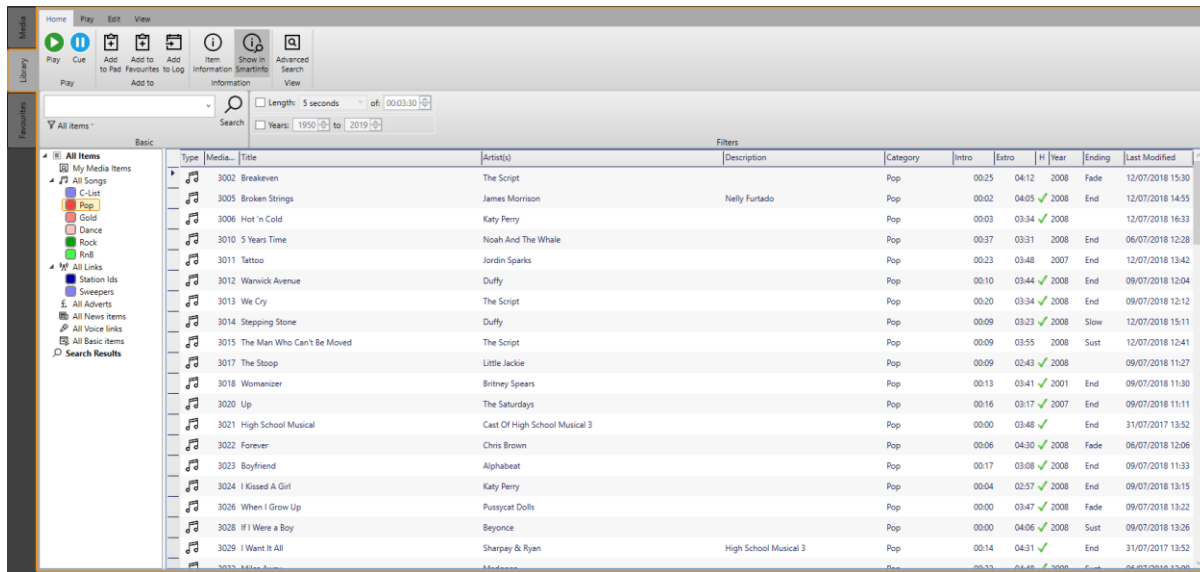 Media
Library
Favourites
Home Play Edit View
Play Cue Add to Pad Add to Favourites Add to Log Item Information Show in SmartInfo Advanced Search
Play Add to Information View
Search
Length: 5 seconds of: 00:03:30
All items
Years: 1950 to 2019
Basic Filters
All Items
My Media Items
All Songs
C-List
Pop
Gold
Dance
Rock
RnB
All Links
Station Ids
Sweepers
All Adverts
All News items
All Voice links
All Basic items
Search Results
Type Media... Title Artist(s) Description Category Intro Extro H Year Ending Last Modified
3002 Breakeven The Script Pop 00:25 04:12 2008 Fade 12/07/2018 15:30
3005 Broken Strings James Morrison Nelly Furtado Pop 00:02 04:05 2008 End 12/07/2018 14:55
3006 Hot 'n Cold Katy Perry Pop 00:03 03:34 2008 12/07/2018 16:33
3010 5 Years Time Noah And The Whale Pop 00:37 03:31 2008 End 06/07/2018 12:28
3011 Tattoo Jordin Sparks Pop 00:23 03:48 2007 End 12/07/2018 13:42
3012 Warwick Avenue Duffy Pop 00:10 03:44 2008 End 09/07/2018 12:04
3013 We Cry The Script Pop 00:20 03:34 2008 End 09/07/2018 12:12
3014 Stepping Stone Duffy Pop 00:09 03:23 2008 Slow 12/07/2018 15:11
3015 The Man Who Can't Be Moved The Script Pop 00:09 03:55 2008 Sust 12/07/2018 12:41
3017 The Stoop Little Jackie Pop 00:09 02:43 2008 09/07/2018 11:27
3018 Womanizer Britney Spears Pop 00:13 03:41 2001 End 09/07/2018 11:30
3020 Up The Saturdays Pop 00:16 03:17 2007 End 09/07/2018 11:11
3021 High School Musical Cast Of High School Musical 3 Pop 00:00 03:48 End 31/07/2017 13:52
3022 Forever Chris Brown Pop 00:06 04:30 2008 Fade 06/07/2018 12:06
3023 Boyfriend Alphabeat Pop 00:17 03:08 2008 End 09/07/2018 11:33
3024 I Kissed A Girl Katy Perry Pop 00:04 02:57 2008 End 09/07/2018 13:15
3026 When I Grow Up Pussycat Dolls Pop 00:00 03:47 2008 Fade 09/07/2018 13:22
3028 If I Were a Boy Beyonce Pop 00:00 04:06 2008 Sust 09/07/2018 13:26
3029 I Want It All Sharpay & Ryan High School Musical 3 Pop 00:14 04:31 End 31/07/2017 13:52